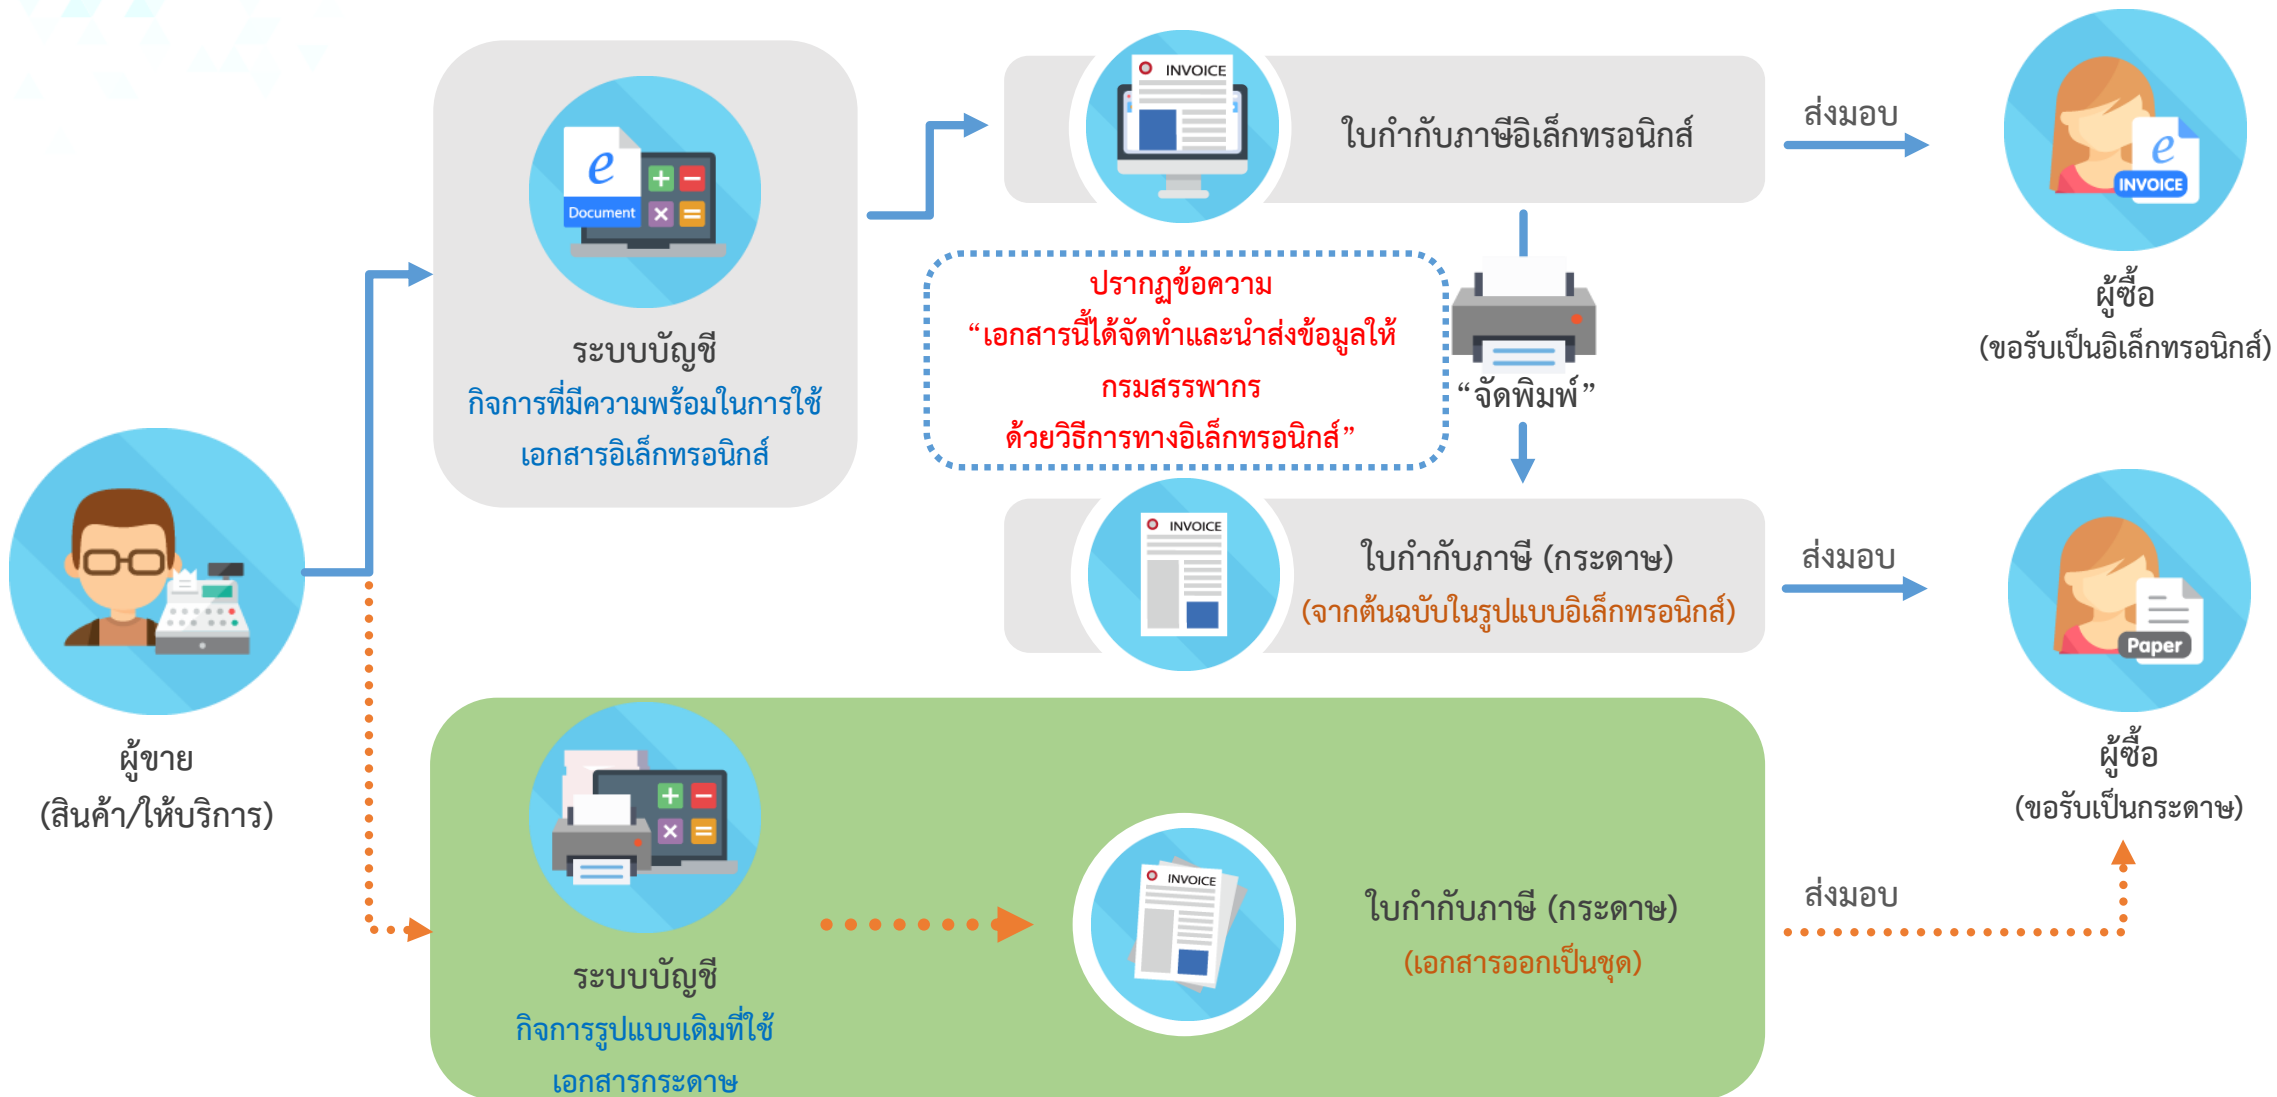 ผู้ขาย
(สินค้า/ให้บริการ)
e
Document
ระบบบัญชี
กิจการที่มีความพร้อมในการใช้
เอกสารอิเล็กทรอนิกส์
INVOICE
ใบกำกับภาษีอิเล็กทรอนิกส์
ส่งมอบ
e
INVOICE
ผู้ซื้อ
(ขอรับเป็นอิเล็กทรอนิกส์)
ปรากฏข้อความ
“เอกสารนี้ได้จัดทำและนำส่งข้อมูลให้
กรมสรรพากร
ด้วยวิธีการทางอิเล็กทรอนิกส์”
“จัดพิมพ์”
INVOICE
ใบกำกับภาษี (กระดาษ)
(จากต้นฉบับในรูปแบบอิเล็กทรอนิกส์)
ส่งมอบ
Paper
ผู้ซื้อ
(ขอรับเป็นกระดาษ)
ระบบบัญชี
กิจการรูปแบบเดิมที่ใช้
เอกสารกระดาษ
INVOICE
ใบกำกับภาษี (กระดาษ)
(เอกสารออกเป็นชุด)
ส่งมอบ